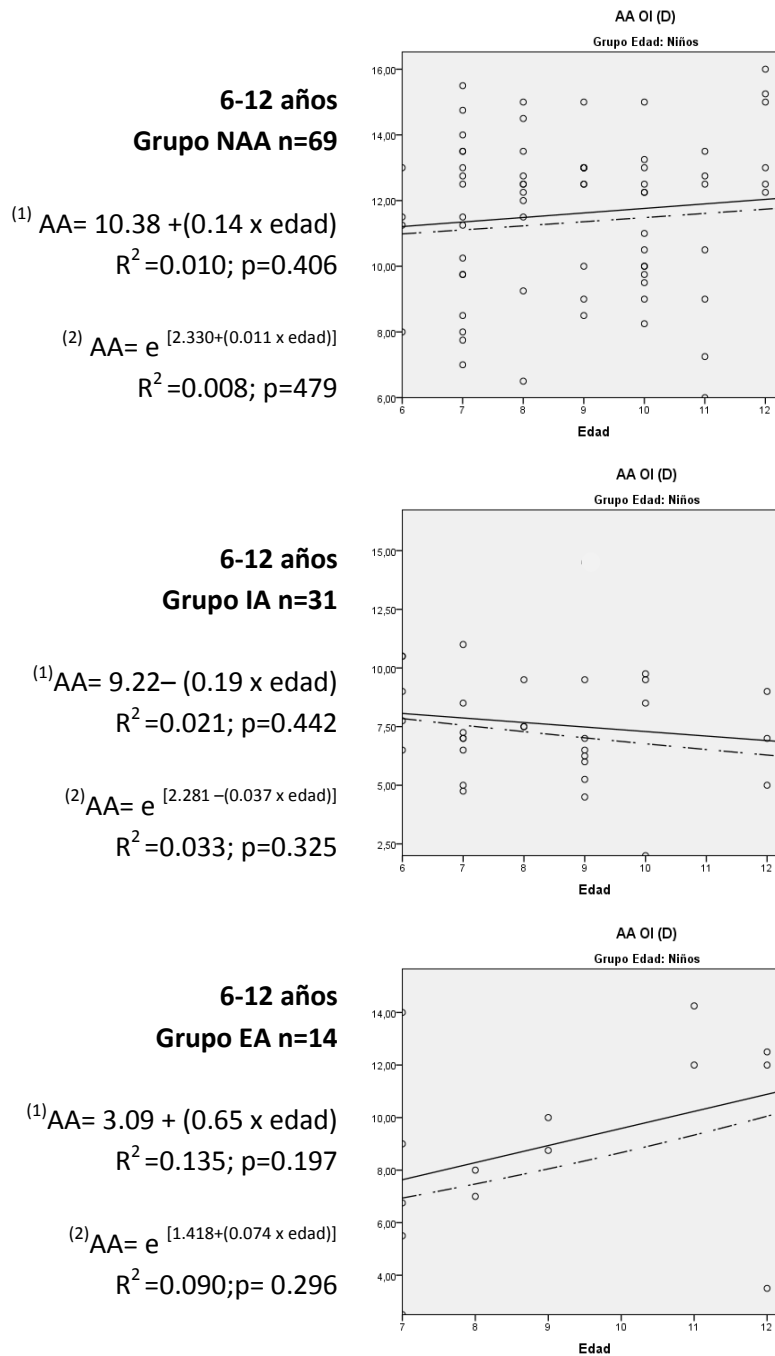 6-12 años
Grupo NAA n=69
(1) AA= 10.38 +(0.14 x edad)
R² =0.010; p=0.406
(2) AA= e [2.330+(0.011 x edad)]
R² =0.008; p=479
AA OI (D)
Grupo Edad: Niños
16,00
14,00
12,00
10,00
8,00
6,00
6 7 8 9 10 11 12
Edad
6-12 años
Grupo IA n=31
(1)AA= 9.22– (0.19 x edad)
R² =0.021; p=0.442
(2)AA= e [2.281 –(0.037 x edad)]
R² =0.033; p=0.325
AA OI (D)
Grupo Edad: Niños
15,00
12,50
10,00
7,50
5,00
2,50
6 7 8 9 10 11 12
Edad
6-12 años
Grupo EA n=14
(1)AA= 3.09 + (0.65 x edad)
R² =0.135; p=0.197
(2)AA= e [1.418+(0.074 x edad)]
R² =0.090;p= 0.296
AA OI (D)
Grupo Edad: Niños
14,00
12,00
10,00
8,00
6,00
4,00
7 8 9 10 11 12
Edad